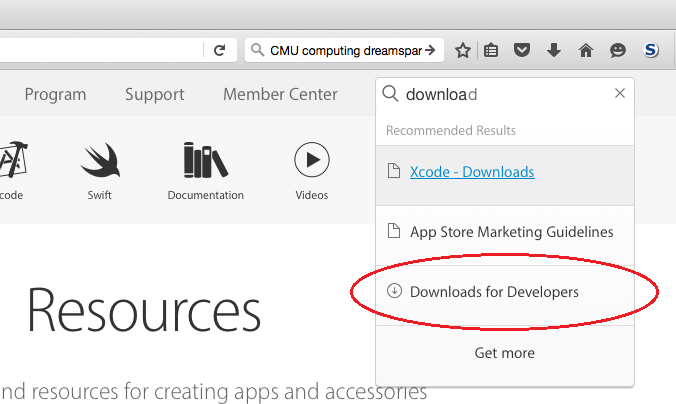 CMU computing dreamspar
Program Support Member Center
download
Recommended Results
Xcode - Downloads
App Store Marketing Guidelines
Downloads for Developers
Get more
code Swift Documentation Videos
Resources
nd resources for creating apps and accessories